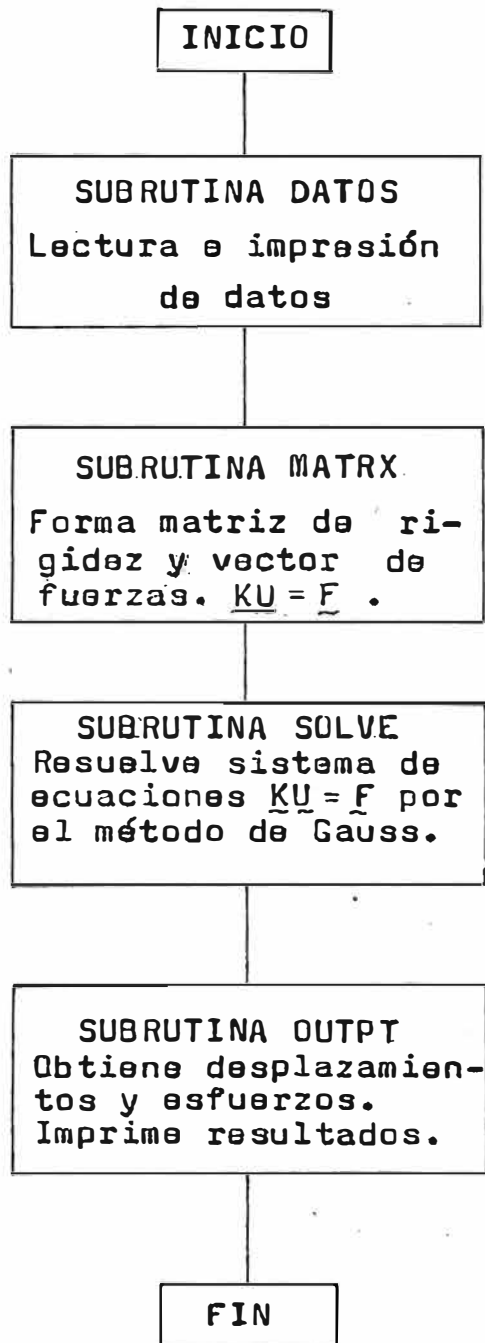 INICIO
SUBRUTINA DATOS
Lectura e impresión
de datos
SUBRUTINA MATRX
Forma matriz de ri-
gidez y vector de
fuerzas. KU = F .
SUBRUTINA SOLVE
Resuelve sistema de
ecuaciones KU = F por
el método de Gauss.
SUBRUTINA OUTPT
Obtiene desplazamien-
tos y esfuerzos.
Imprime resultados.
FIN